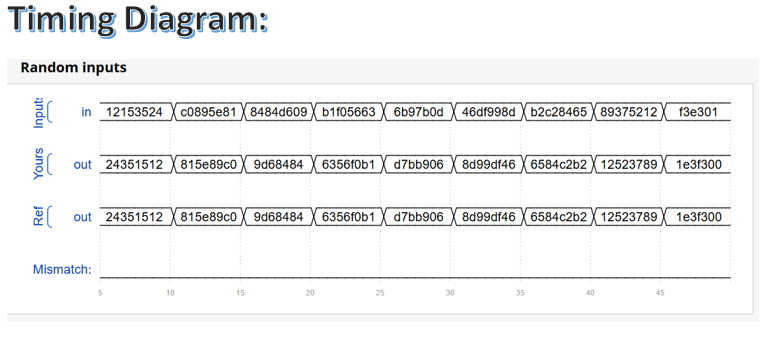 Timing Diagram:
Random inputs
Inputs in 12153524 c0895e81 8484d609 b1f05663 6b97b0d 46df998d b2c28465 89375212 f3e301
Yours out 24351512 815e89c0 9d68484 6356f0b1 d7bb906 8d99df46 6584c2b2 12523789 1e3f300
Ref out 24351512 815e89c0 9d68484 6356f0b1 d7bb906 8d99df46 6584c2b2 12523789 1e3f300
Mismatch:
5 10 15 20 25 30 35 40 45